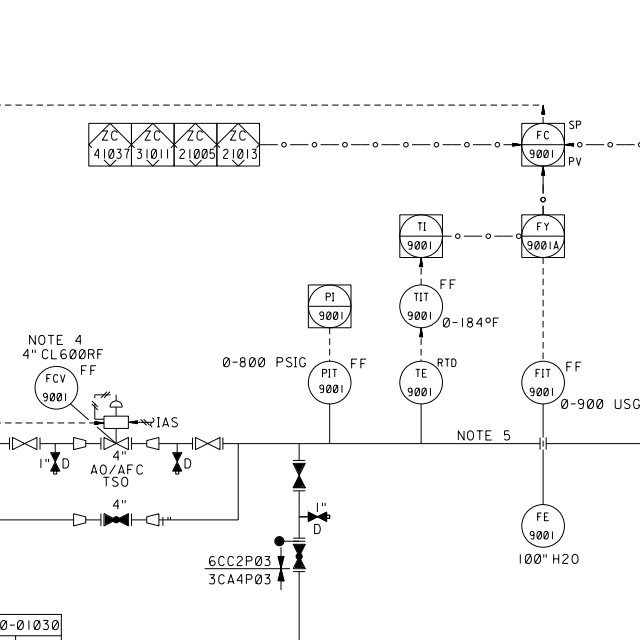 SP
ZC ZC ZC ZC
41037 31011 21005 21013
FC
9001
PV
TI
9001
FY
9001A
PI
9001
TIT
9001
FF
0-184°F
NOTE 4
4" CL600RF
FF
FCV
9001
0-800 PSIG
PIT
9001
FF
TE
9001
RTD
FIT
9001
FF
0-900 USG
IAS
NOTE 5
1" D
4"
AO/AFC
TSO
D
4"
1"
1"
D
FE
9001
100" H2O
6CC2P03
3CA4P03
0-01030